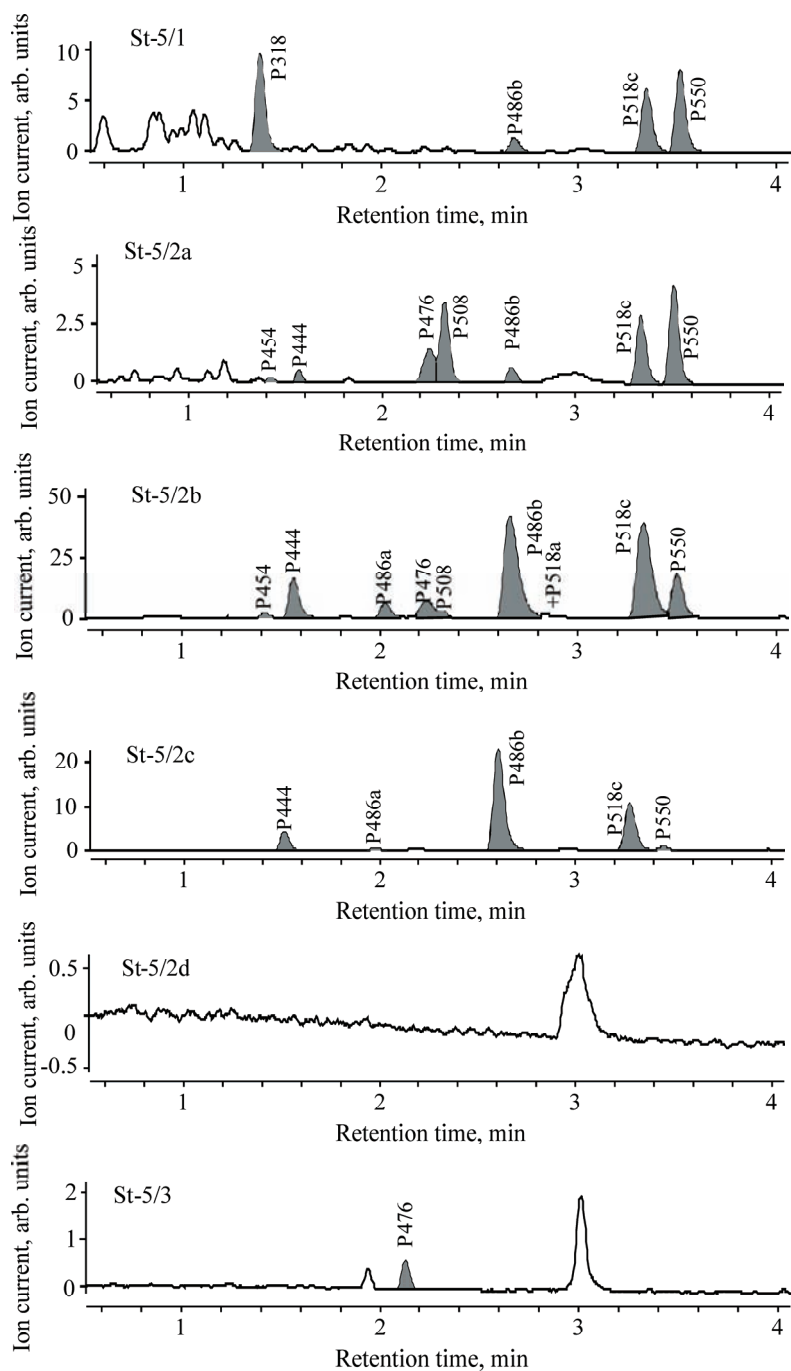 St-5/1
Ion current, arb. units
10
5
0
P318
P486b
P518c
P550
1 2 3 4
Retention time, min
St-5/2a
Ion current, arb. units
5
2.5
0
P454
P444
P476
P508
P486b
P518c
P550
1 2 3 4
Retention time, min
St-5/2b
Ion current, arb. units
50
25
0
P454
P444
P486a
P476
P508
P486b
+P518a
P518c
P550
1 2 3 4
Retention time, min
St-5/2c
Ion current, arb. units
20
10
0
P444
P486a
P486b
P518c
P550
1 2 3 4
Retention time, min
St-5/2d
Ion current, arb. units
0.5
0
-0.5
1 2 3 4
Retention time, min
St-5/3
Ion current, arb. units
2
1
0
P476
1 2 3 4
Retention time, min